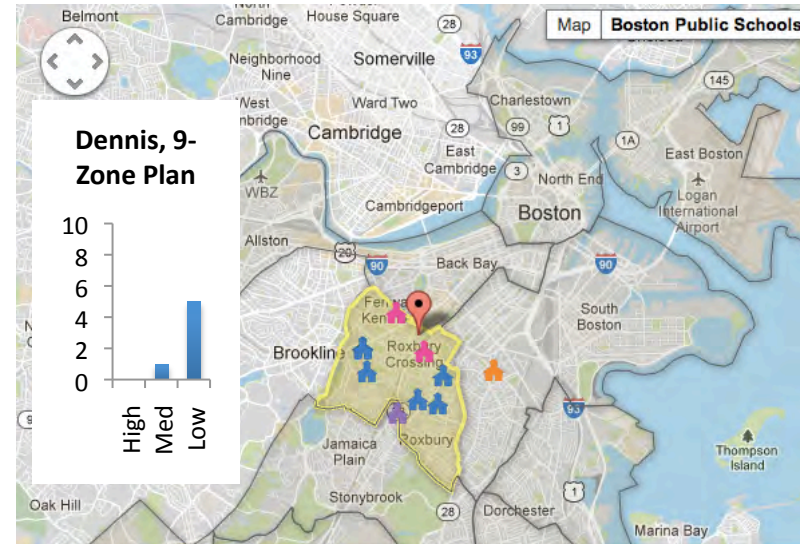 Belmont
North
Cambridge
House Square
28
Map
Boston Public Schools
93
Neighborhood
Nine
Somerville
145
West
Ward Two
Charlestown
Cambridge
28
99
1
1A
East
Cambridge
East Boston
Dennis, 9-
Zone Plan
3
North End
WBZ
Cambridgeport
Boston
Logan
International
Airport
10
8
6
4
2
0
High
Med
Low
Allston
20
90
Back Bay
90
South
Boston
Brookline
Roxbury
Crossing
93
Jamaica
Plain
Roxbury
Thompson
Island
Stonybrook
Oak Hill
28
1
Dorchester
Marina Bay